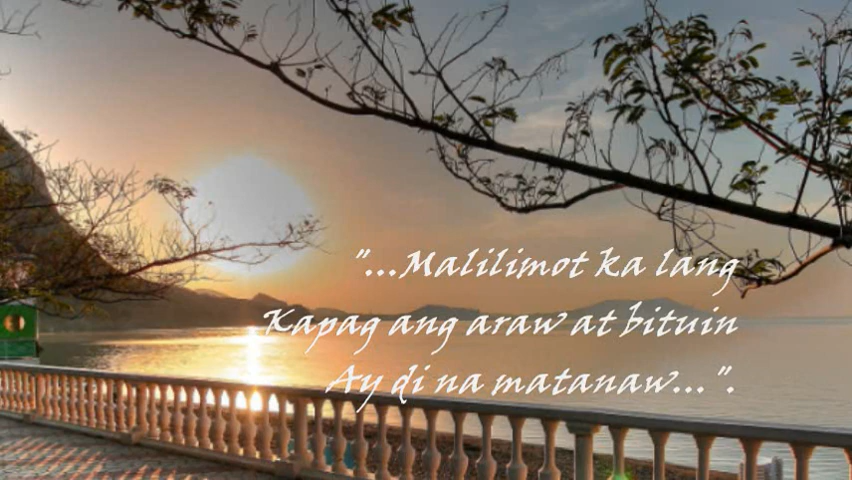 "...Malilimot ka lang
Kapag ang araw at bituin
Ay di na matanaw...".